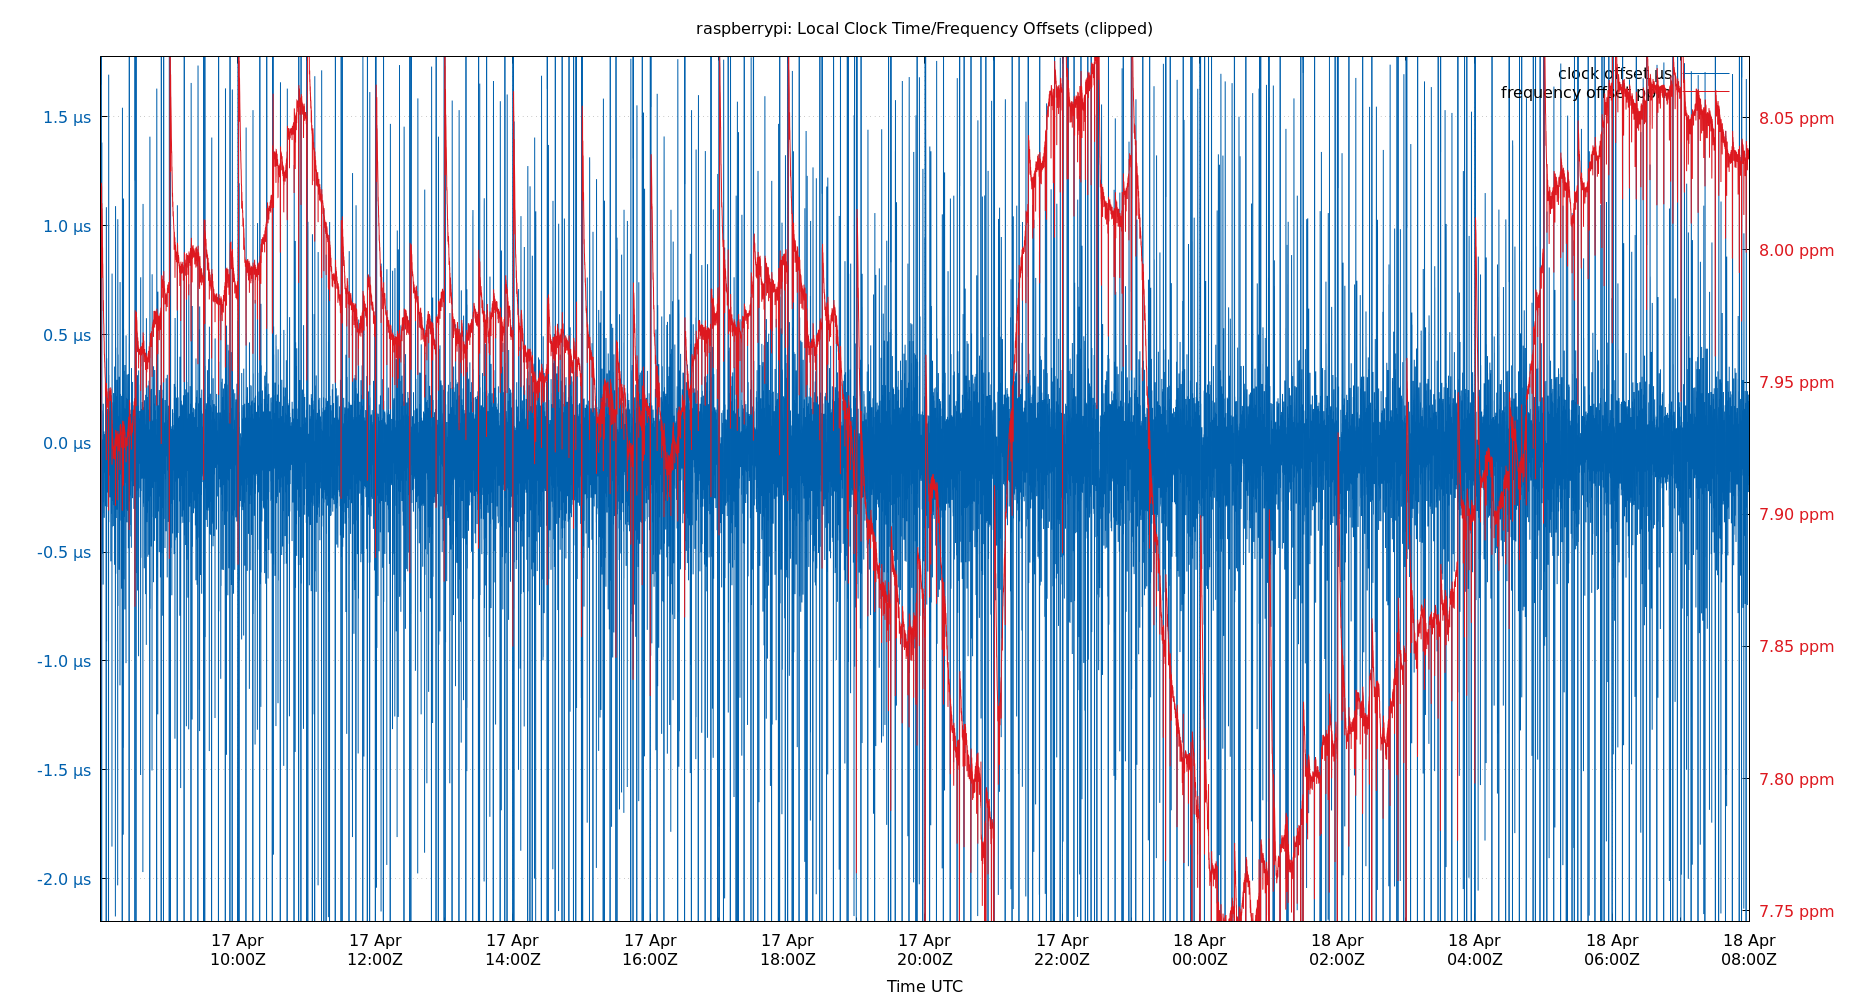 raspberrypi: Local Clock Time/Frequency Offsets (clipped)
clock offset µs
frequency offset ppm
1.5 µs
1.0 µs
0.5 µs
0.0 µs
-0.5 µs
-1.0 µs
-1.5 µs
-2.0 µs
8.05 ppm
8.00 ppm
7.95 ppm
7.90 ppm
7.85 ppm
7.80 ppm
7.75 ppm
17 Apr 17 Apr 17 Apr 17 Apr 17 Apr 17 Apr 17 Apr 18 Apr 18 Apr 18 Apr 18 Apr 18 Apr
10:00Z 12:00Z 14:00Z 16:00Z 18:00Z 20:00Z 22:00Z 00:00Z 02:00Z 04:00Z 06:00Z 08:00Z
Time UTC